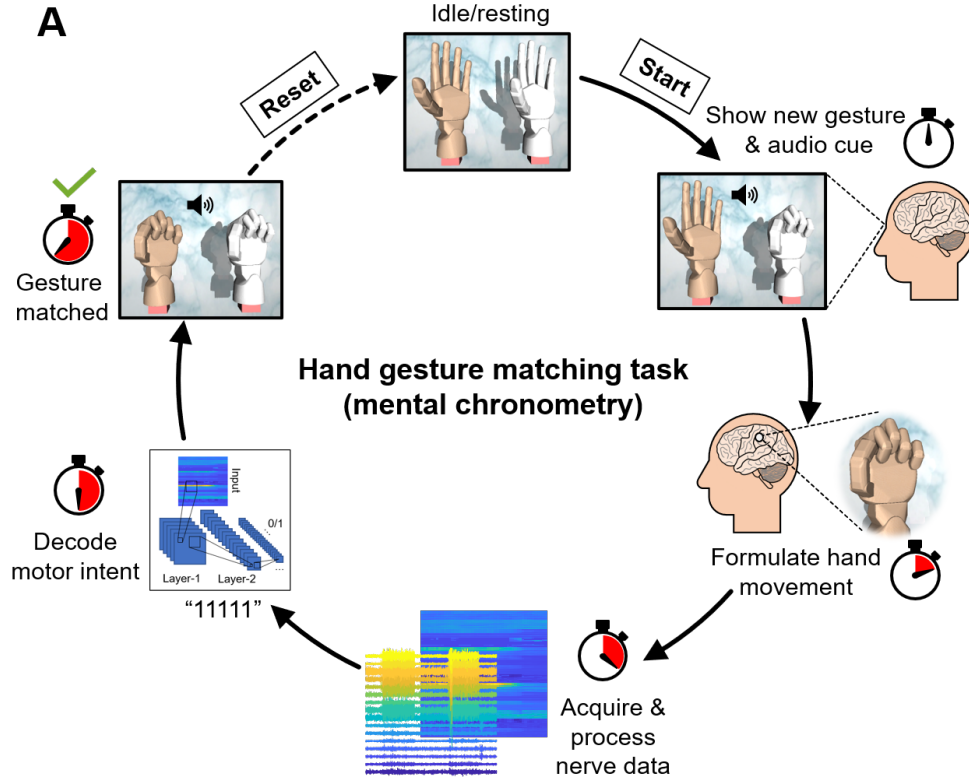 A
Idle/resting
Reset
Start
Show new gesture
& audio cue
Gesture
matched
Hand gesture matching task
(mental chronometry)
Input
0/1
Layer-1
Layer-2
...
...
Decode
motor intent
"11111"
Formulate hand
movement
Acquire &
process
nerve data